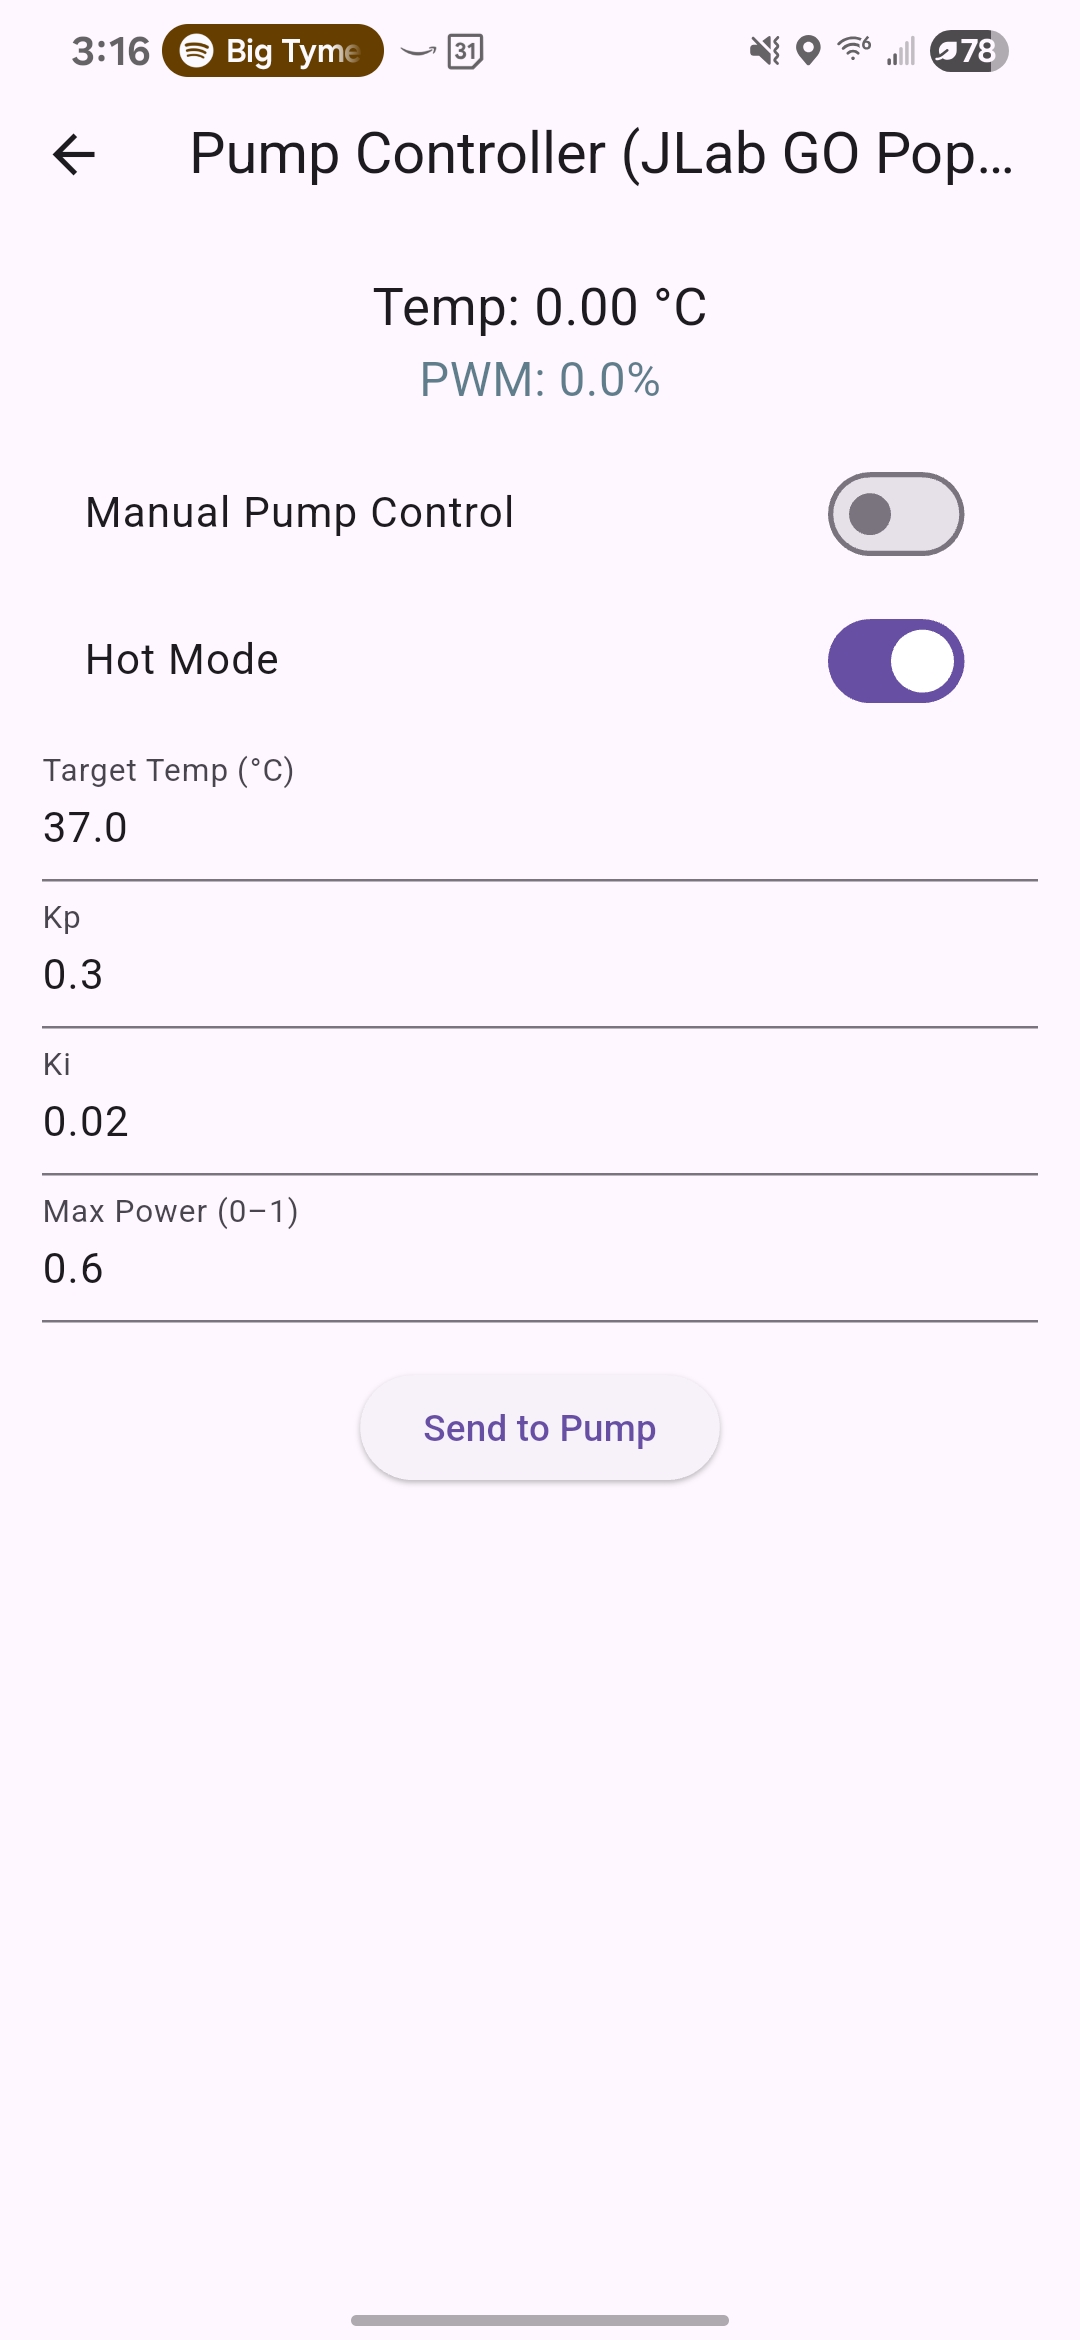 3:16 Big Tyme 31 6 78
Pump Controller (JLab GO Pop...
Temp: 0.00 °C
PWM: 0.0%
Manual Pump Control
Hot Mode
Target Temp (°C)
37.0
Kp
0.3
Ki
0.02
Max Power (0–1)
0.6
Send to Pump